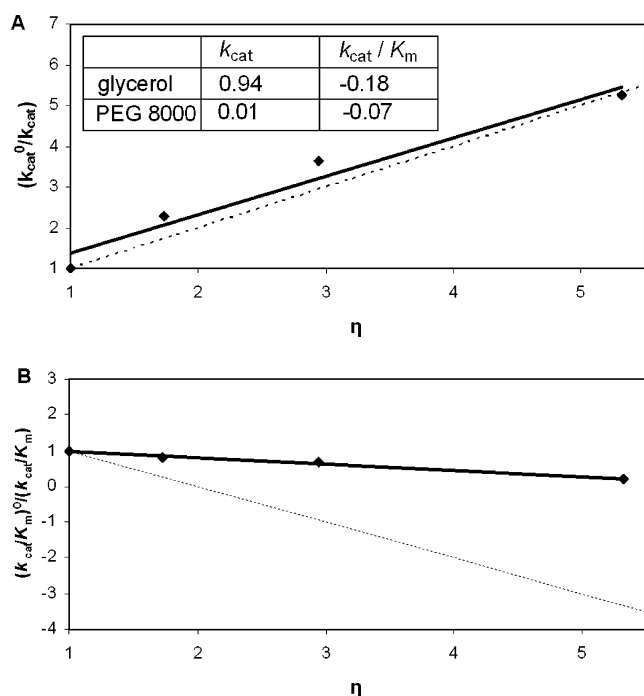 A
7
6
5
4
3
2
1
(kcat⁰/kcat)
kcat kcat / Km
glycerol 0.94 -0.18
PEG 8000 0.01 -0.07
1 2 3 4 5
η
B
3
2
1
0
-1
-2
-3
-4
(kcat/Km)⁰/(kcat/Km)
1 2 3 4 5
η